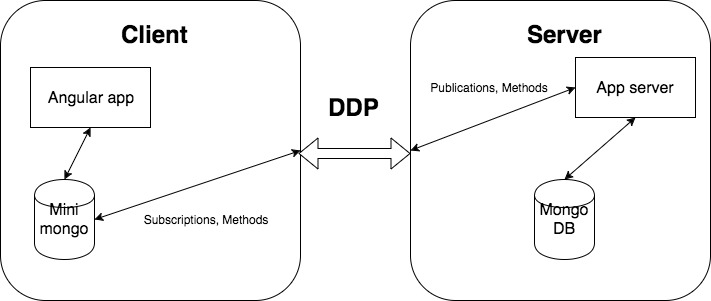 Client
Server
Angular app
App server
DDP
Publications, Methods
Mini
mongo
Subscriptions, Methods
Mongo
DB